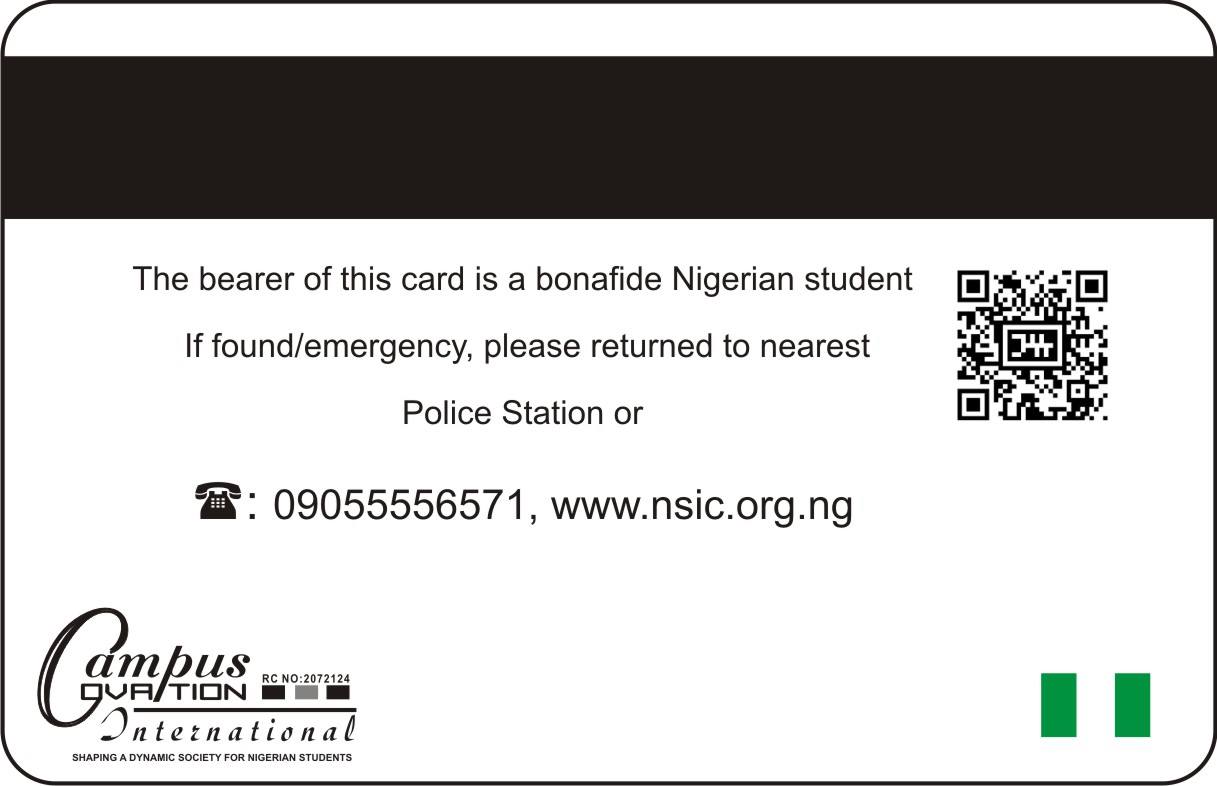 The bearer of this card is a bonafide Nigerian student
If found/emergency, please returned to nearest
Police Station or
☎: 09055556571, www.nsic.org.ng
Campus
OVATION
RC NO:2072124
International
SHAPING A DYNAMIC SOCIETY FOR NIGERIAN STUDENTS